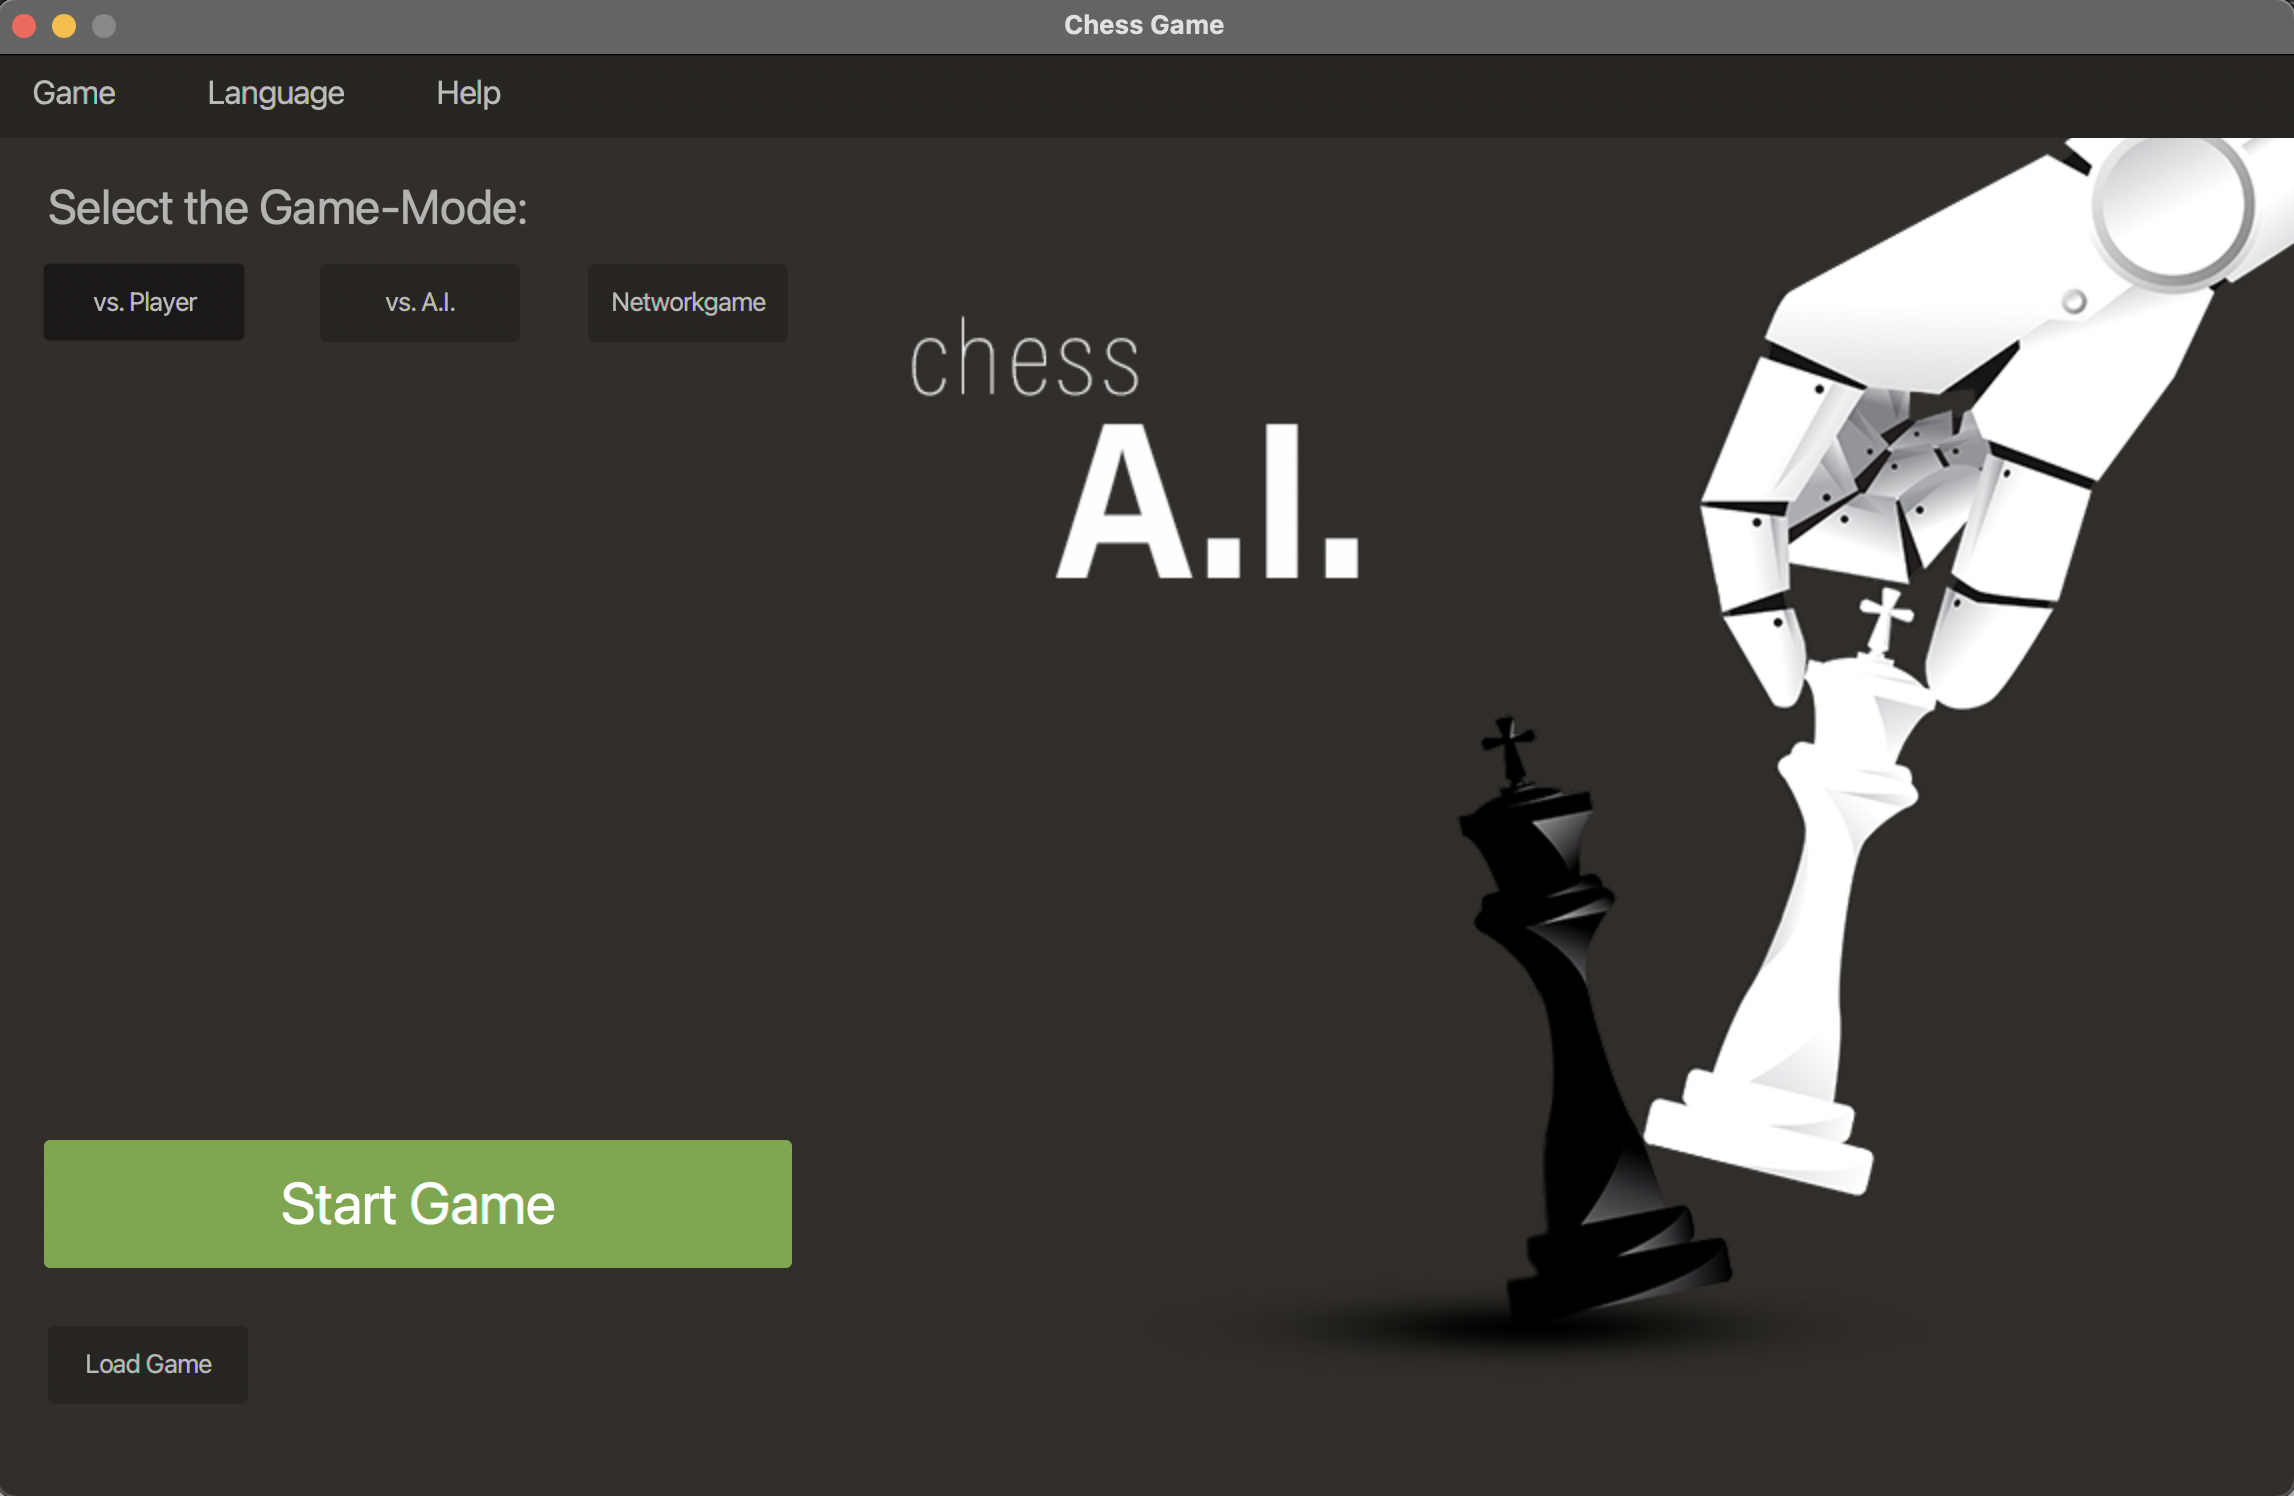 Chess Game
Game Language Help
Select the Game-Mode:
vs. Player vs. A.I. Networkgame
chess
A.I.
Start Game
Load Game